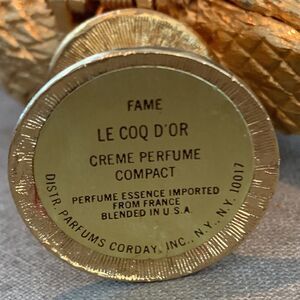 FAME
LE COQ D'OR
CREME PERFUME
COMPACT
PERFUME ESSENCE IMPORTED
FROM FRANCE
BLENDED IN U.S.A.
DISTR. PARFUMS CORDAY, INC., N.Y., N.Y. 10017